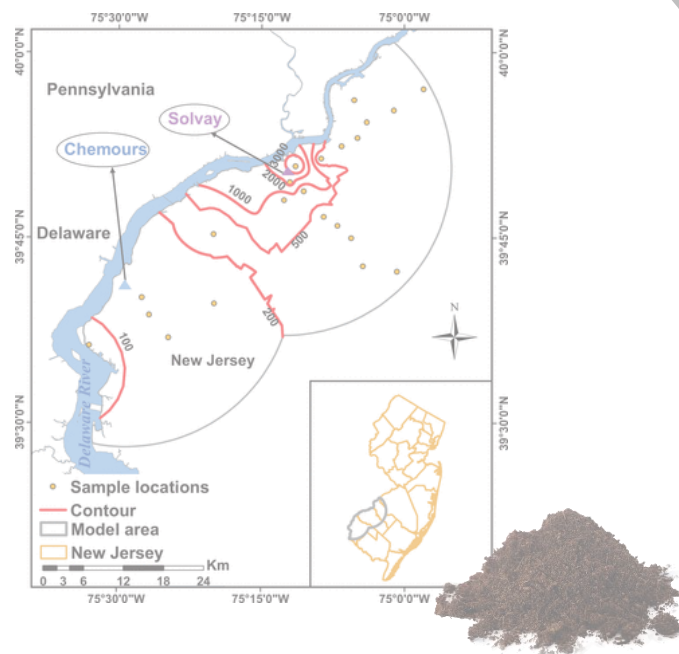 75°30'0"W 75°15'0"W 75°0'0"W
40°0'0"N
40°0'0"N
Pennsylvania
Solvay
Chemours
3000
2000
1000
500
200
100
39°45'0"N
39°45'0"N
Delaware
N
New Jersey
Delaware River
39°30'0"N
39°30'0"N
Sample locations
Contour
Model area
New Jersey
Km
0 3 6 12 18 24
75°30'0"W 75°15'0"W 75°0'0"W